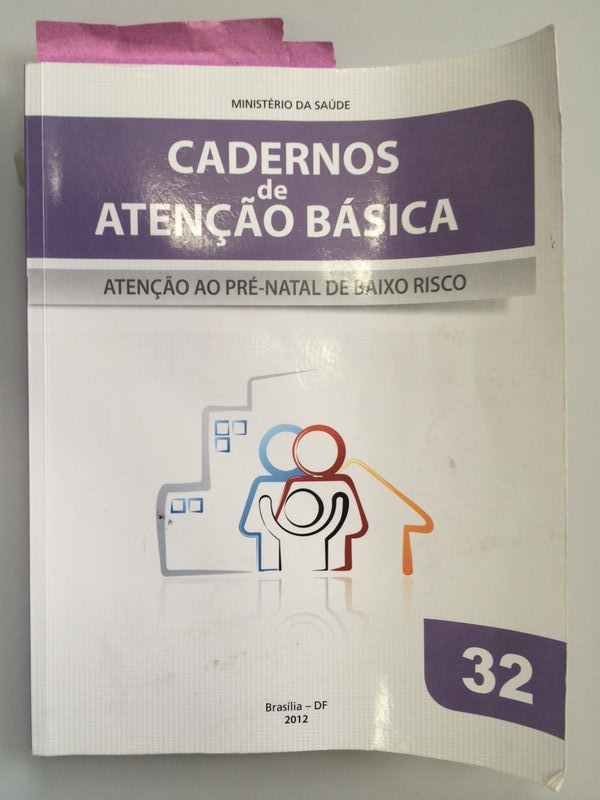 MINISTÉRIO DA SAÚDE
CADERNOS
de
ATENÇÃO BÁSICA
ATENÇÃO AO PRÉ-NATAL DE BAIXO RISCO
32
Brasília – DF
2012